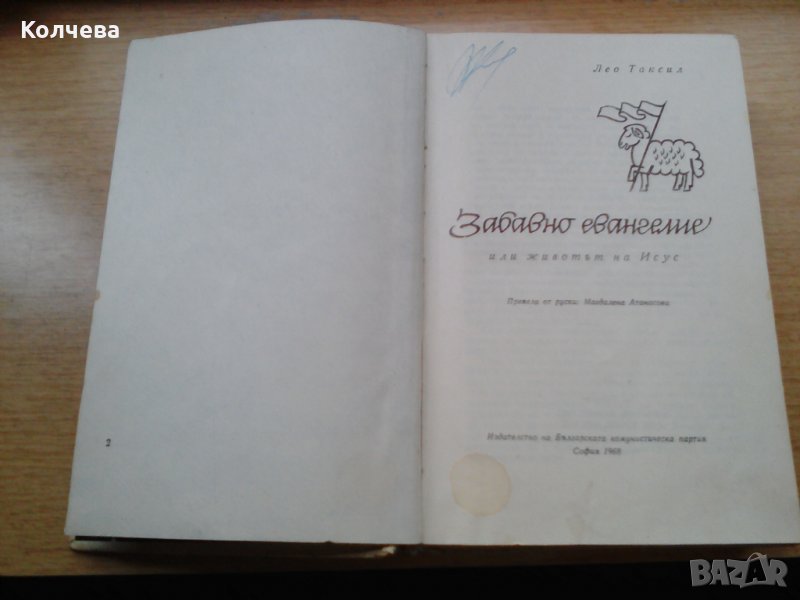 Колчева
Лео Таксил
Забавно евангелие
или животът на Исус
Превела от руски: Магдалена Атанасова
2
Издателство на Българската комунистическа партия
София 1968
BAZAR